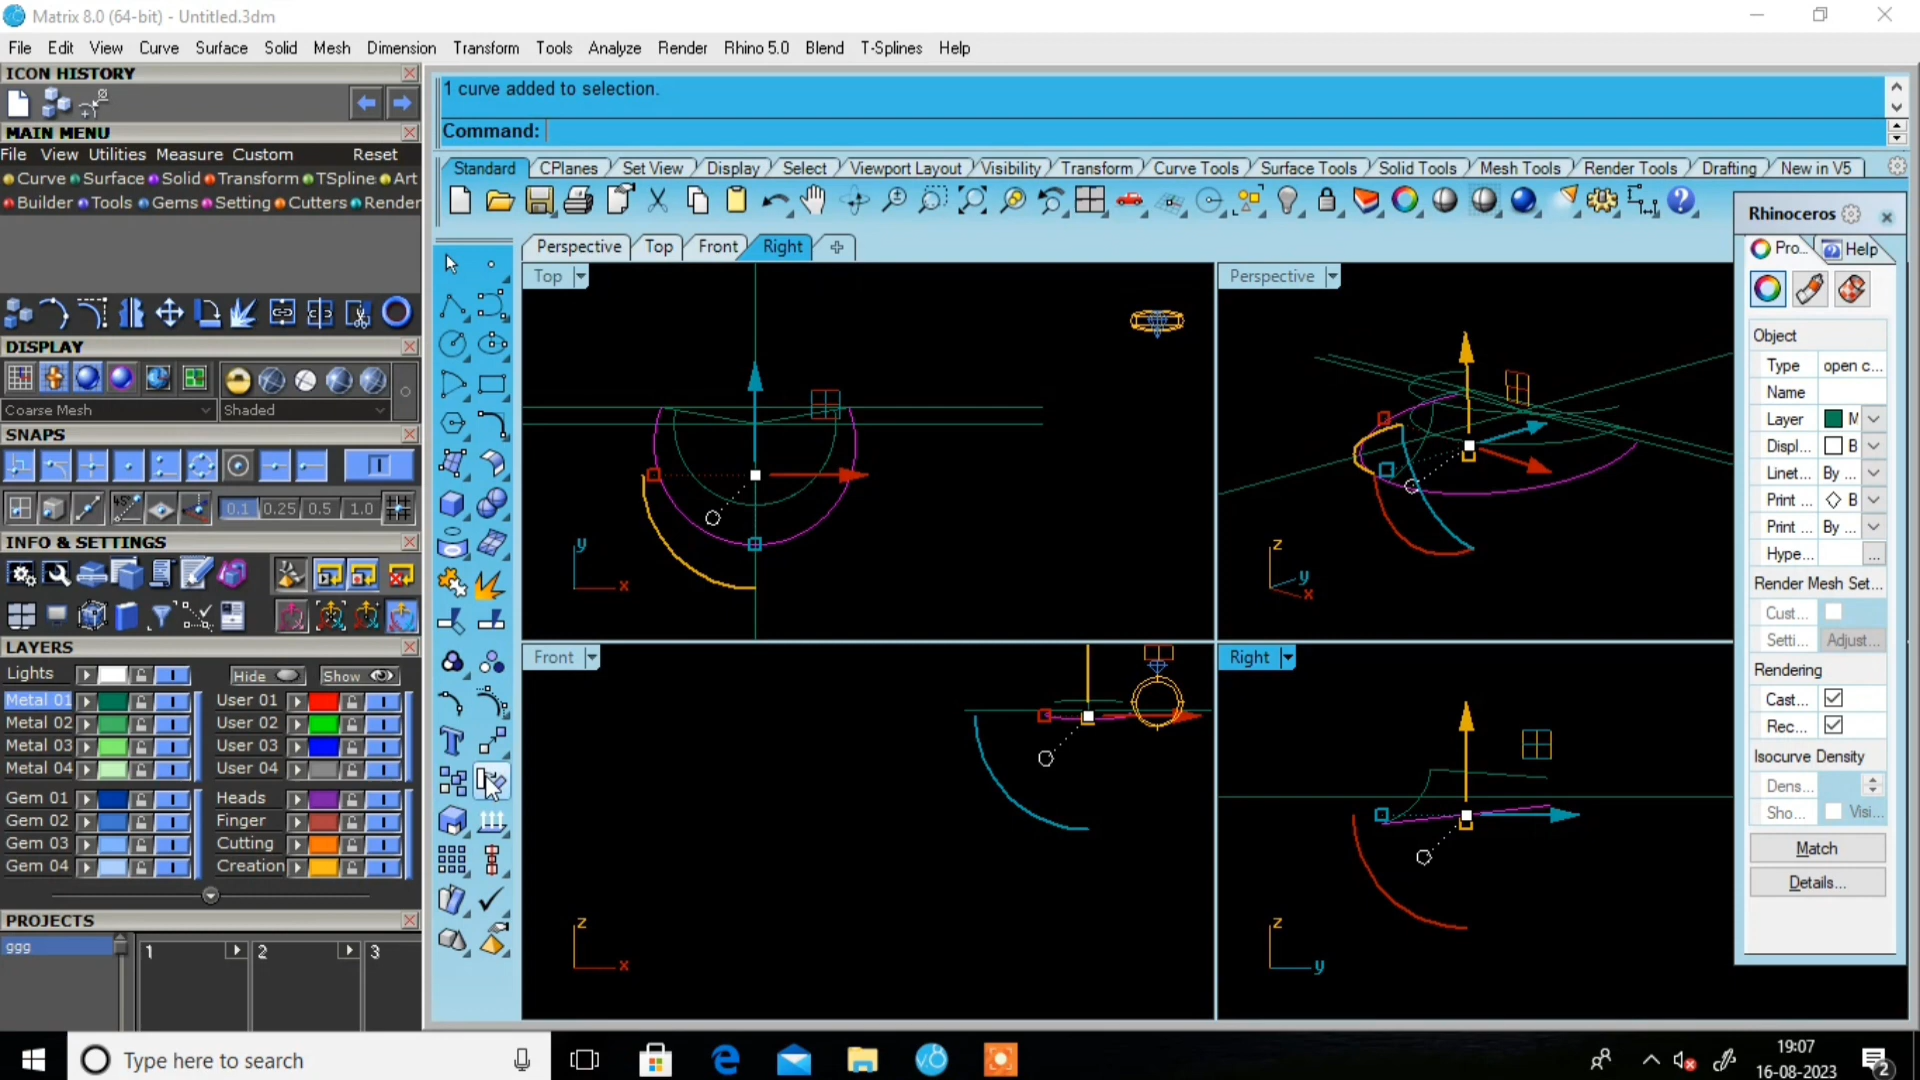 Matrix 8.0 (64-bit) - Untitled.3dm
File Edit View Curve Surface Solid Mesh Dimension Transform Tools Analyze Render Rhino 5.0 Blend T-Splines Help
ICON HISTORY
MAIN MENU
File View Utilities Measure Custom Reset
Curve Surface Solid Transform TSpline Art
Builder Tools Gems Setting Cutters Render
DISPLAY
Coarse Mesh Shaded
SNAPS
45°
0.1 0.25 0.5 1.0
INFO & SETTINGS
LAYERS
Lights Hide Show
Metal 01 User 01
Metal 02 User 02
Metal 03 User 03
Metal 04 User 04
Gem 01 Heads
Gem 02 Finger
Gem 03 Cutting
Gem 04 Creation
PROJECTS
ggg 1 2 3
1 curve added to selection.
Command:
Standard CPlanes Set View Display Select Viewport Layout Visibility Transform Curve Tools Surface Tools Solid Tools Mesh Tools Render Tools Drafting New in V5
Perspective Top Front Right
Top
y
x
Perspective
z
y
x
Front
z
x
Right
z
y
Rhinoceros
Pro... Help
Object
Type open c...
Name
Layer M
Displ... B
Linet... By ...
Print ... B
Print ... By ...
Hype... ...
Render Mesh Set...
Cust...
Setti... Adjust...
Rendering
Cast...
Rec...
Isocurve Density
Dens...
Sho... Visi...
Match
Details...
Type here to search
19:07
16-08-2023
2